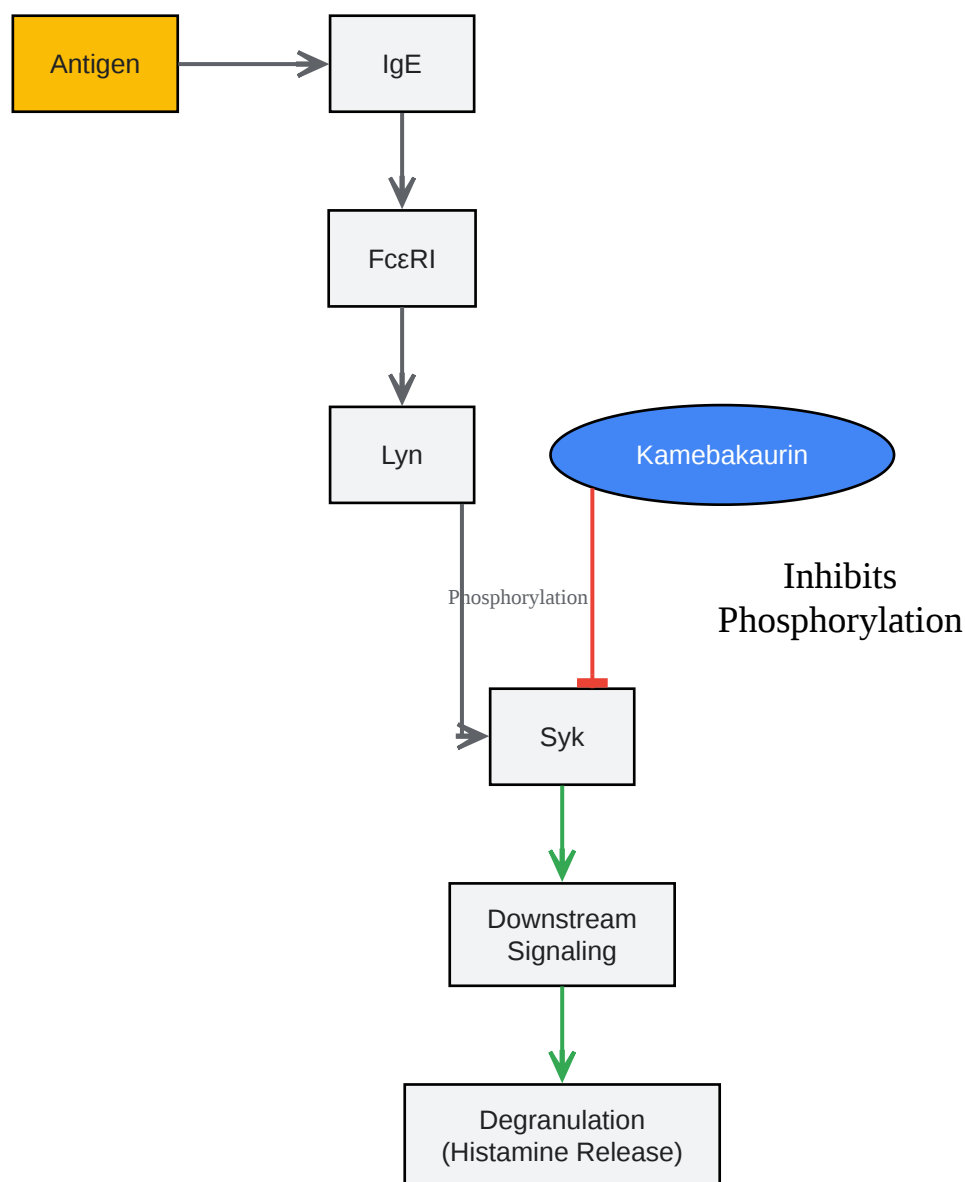 Antigen
IgE
FcεRI
Lyn
Kamebakaurin
Inhibits
Phosphorylation
Phosphorylation
Syk
Downstream
Signaling
Degranulation
(Histamine Release)